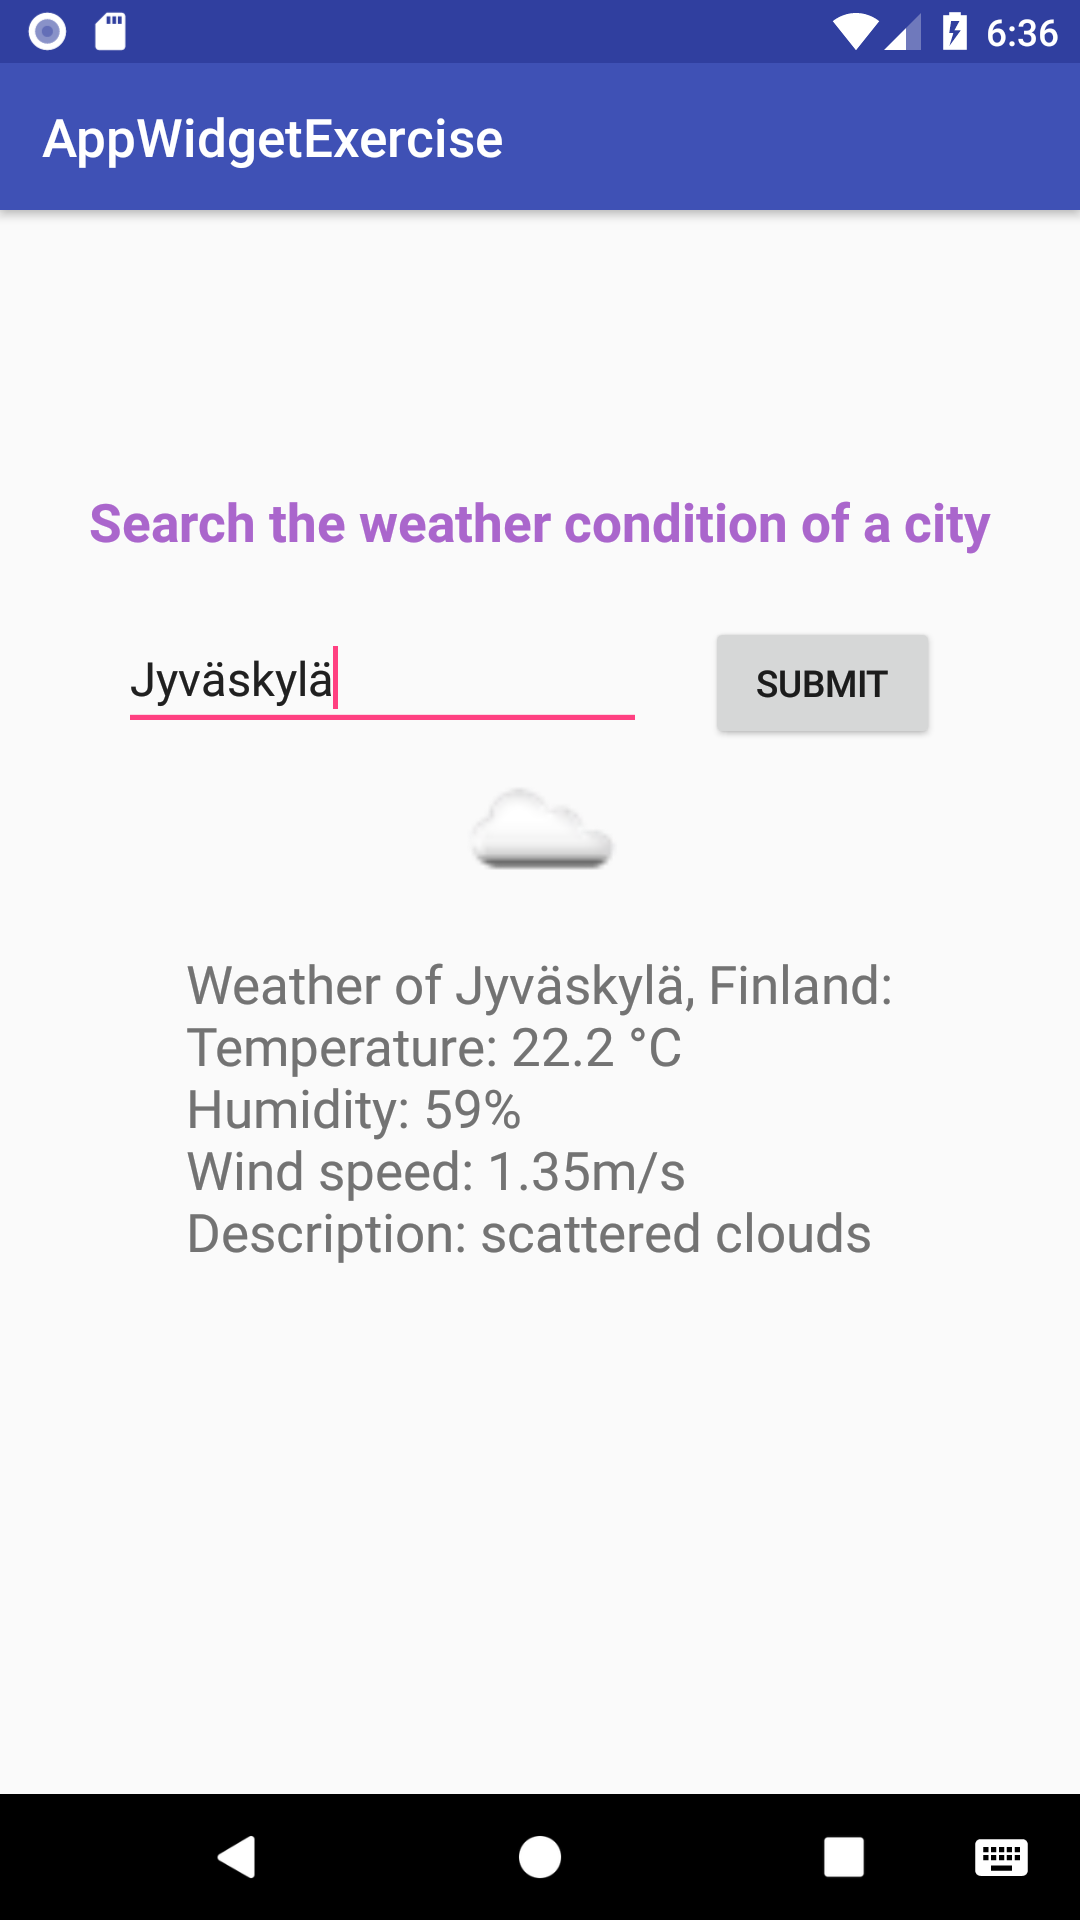 6:36
AppWidgetExercise
Search the weather condition of a city
Jyväskylä
SUBMIT
Weather of Jyväskylä, Finland:
Temperature: 22.2 °C
Humidity: 59%
Wind speed: 1.35m/s
Description: scattered clouds